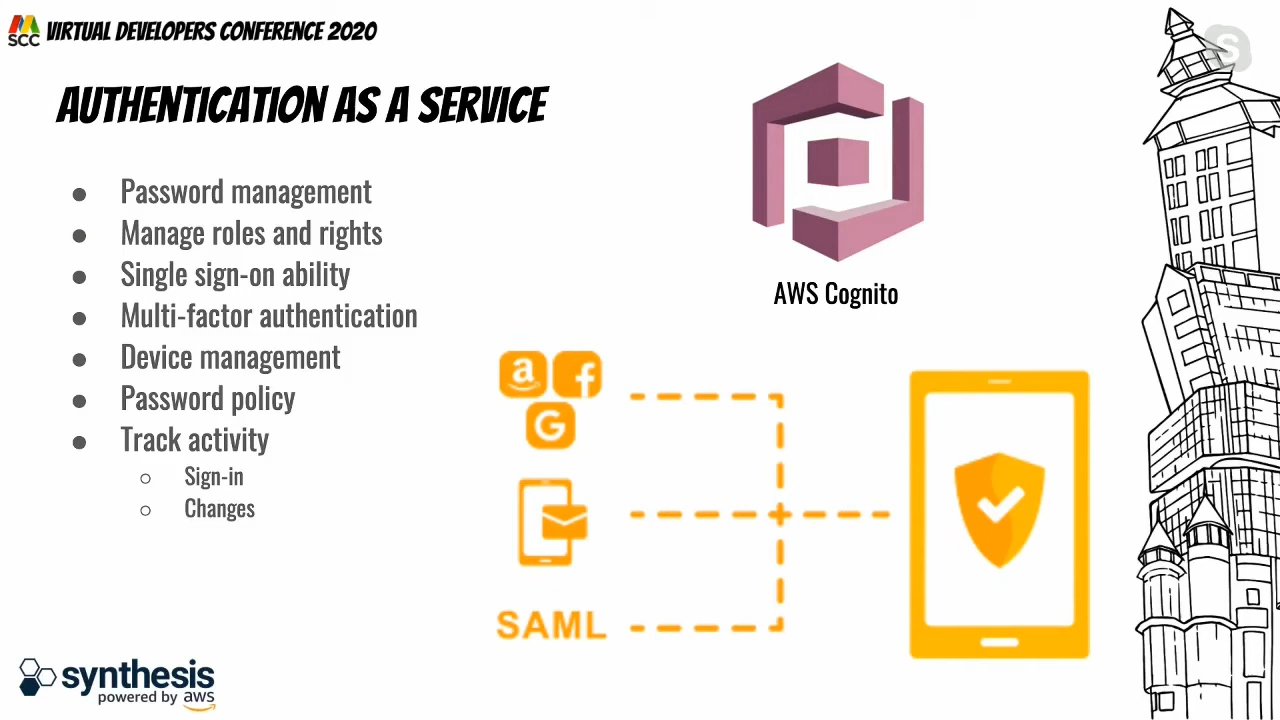 SCC VIRTUAL DEVELOPERS CONFERENCE 2020
AUTHENTICATION AS A SERVICE
Password management
Manage roles and rights
Single sign-on ability
Multi-factor authentication
Device management
Password policy
Track activity
Sign-in
Changes
AWS Cognito
a f
G
SAML
synthesis
powered by aws
S